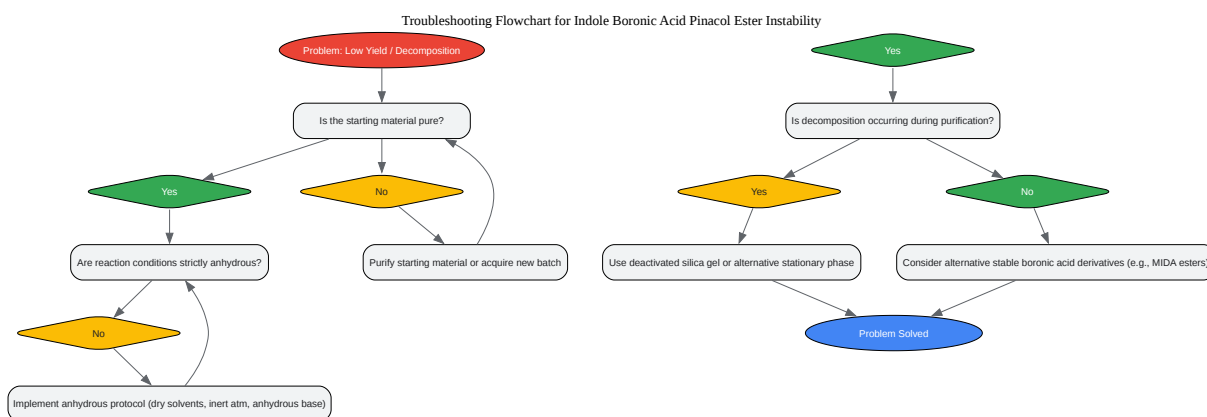 Troubleshooting Flowchart for Indole Boronic Acid Pinacol Ester Instability
Problem: Low Yield / Decomposition
Yes
Is the starting material pure?
Is decomposition occurring during purification?
Yes
No
Yes
No
Are reaction conditions strictly anhydrous?
Purify starting material or acquire new batch
Use deactivated silica gel or alternative stationary phase
Consider alternative stable boronic acid derivatives (e.g., MIDA esters)
No
Problem Solved
Implement anhydrous protocol (dry solvents, inert atm, anhydrous base)